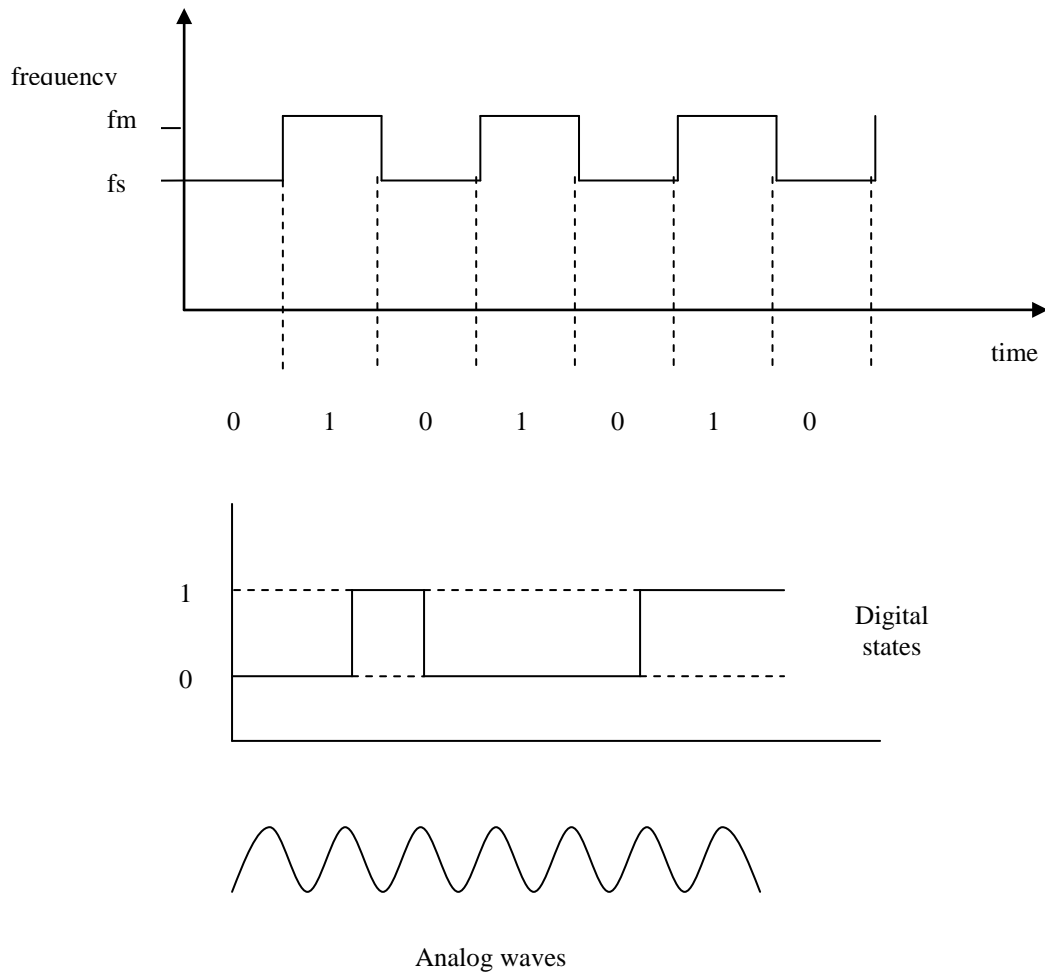 frequency
fm
fs
time
0 1 0 1 0 1 0
1
0
Digital
states
Analog waves